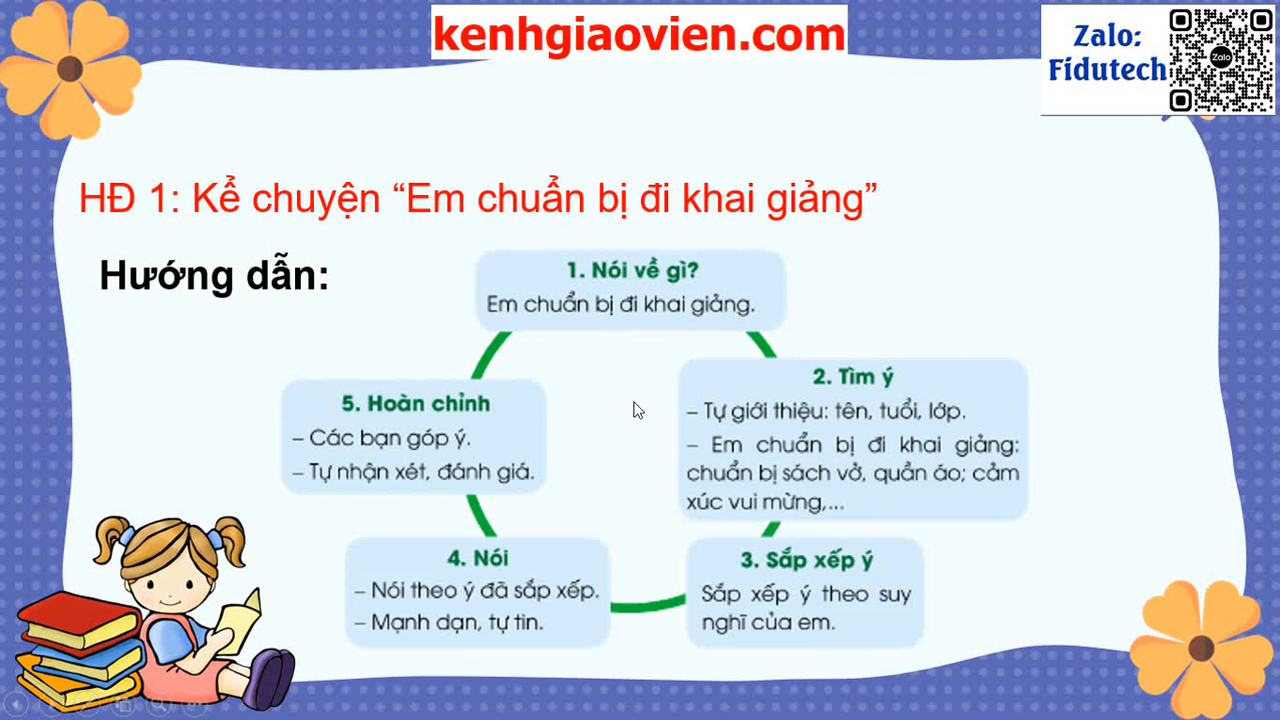 kenhgiaovien.com
Zalo:
Fidutech
Zalo
HĐ 1: Kể chuyện “Em chuẩn bị đi khai giảng”
Hướng dẫn:
1. Nói về gì?
Em chuẩn bị đi khai giảng.
2. Tìm ý
– Tự giới thiệu: tên, tuổi, lớp.
– Em chuẩn bị đi khai giảng:
chuẩn bị sách vở, quần áo; cảm
xúc vui mừng,...
3. Sắp xếp ý
Sắp xếp ý theo suy
nghĩ của em.
4. Nói
– Nói theo ý đã sắp xếp.
– Mạnh dạn, tự tin.
5. Hoàn chỉnh
– Các bạn góp ý.
– Tự nhận xét, đánh giá.